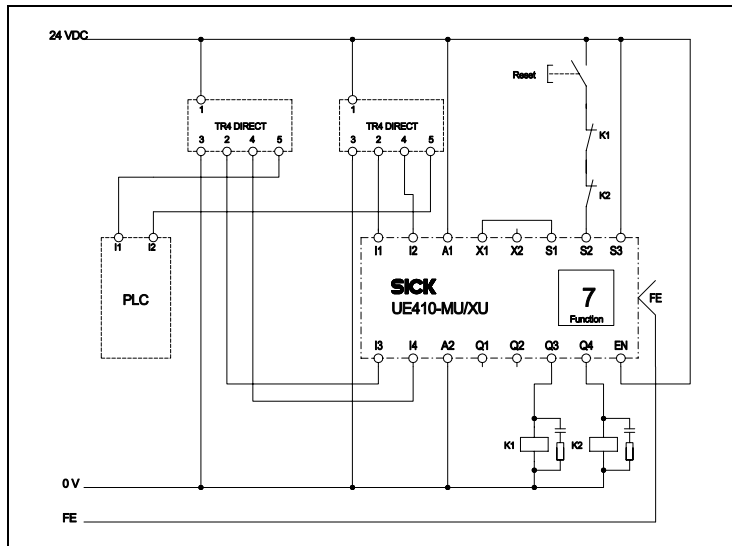 24 VDC
Reset
1
1
TR4 DIRECT
TR4 DIRECT
3 2 4 5
3 2 4 5
K1
K2
I1 I2
I1 I2 A1 X1 X2 S1 S2 S3
PLC
SICK
UE410-MU/XU
7
Function
FE
I3 I4 A2 Q1 Q2 Q3 Q4 EN
K1
K2
0 V
FE